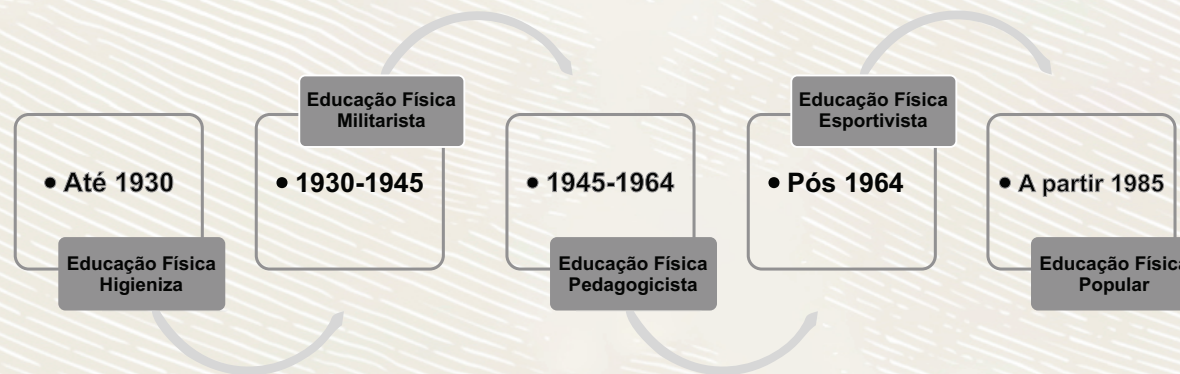 Educação Física
Militarista
Educação Física
Esportivista
• Até 1930
• 1930-1945
• 1945-1964
• Pós 1964
• A partir 1985
Educação Física
Higieniza
Educação Física
Pedagogicista
Educação Física
Popular